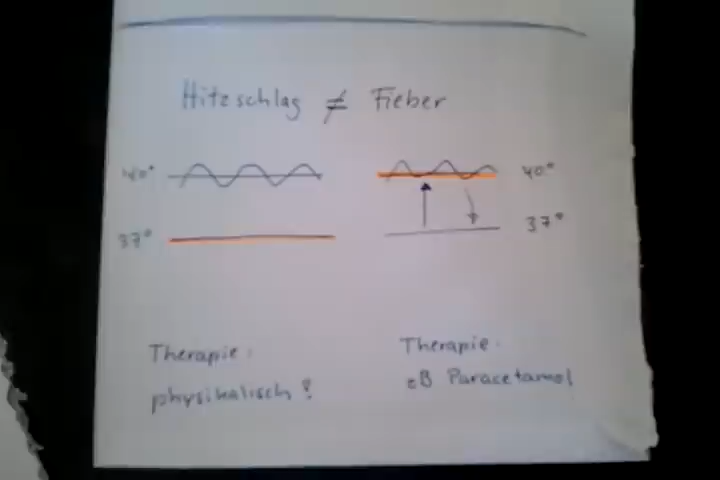 Hitzschlag ≠ Fieber
40° 40°
37° 37°
Therapie: Therapie:
physikalisch! zB Paracetamol